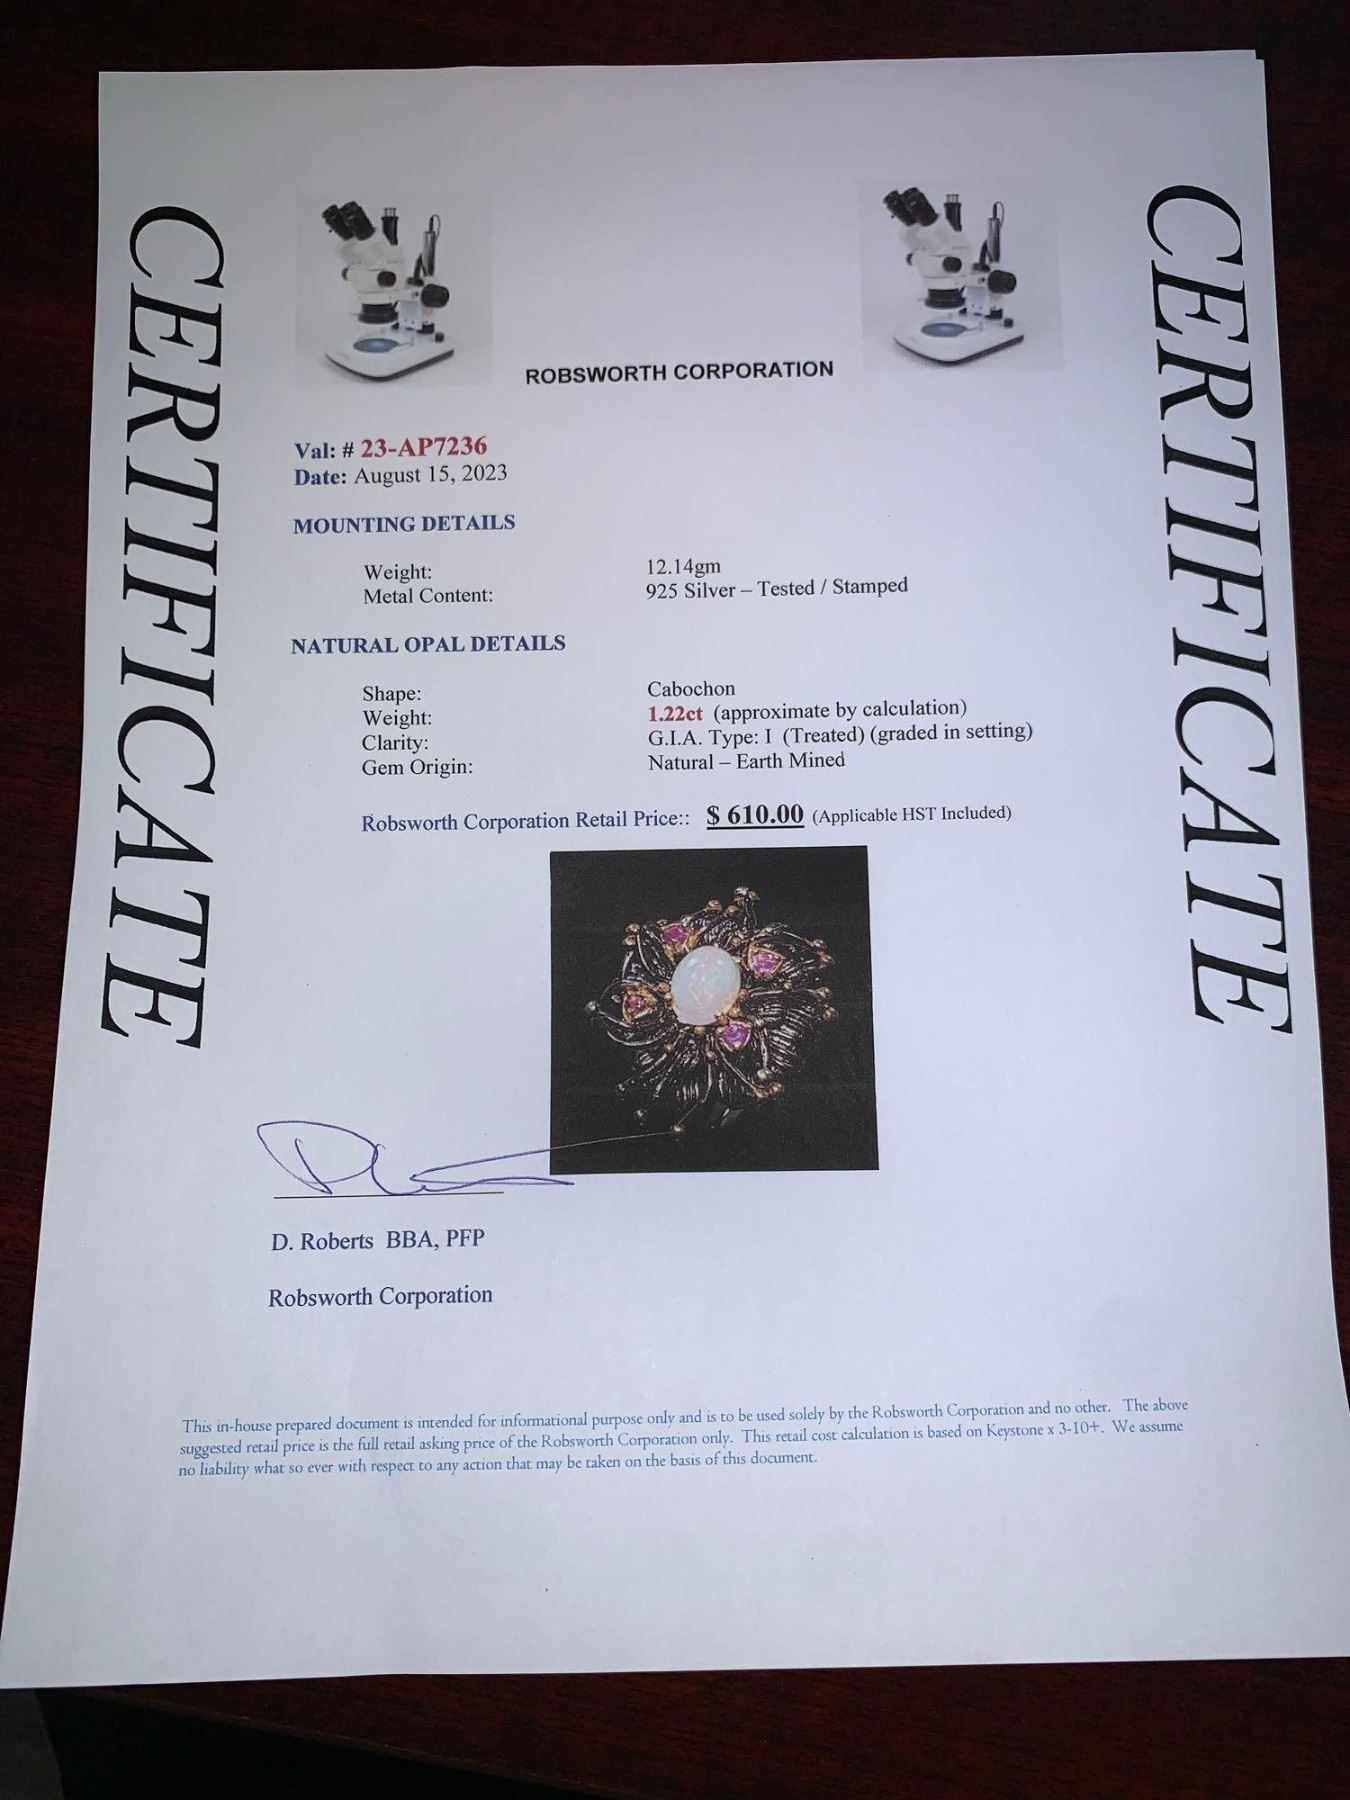 CERTIFICATE
CERTIFICATE
ROBSWORTH CORPORATION
Val: # 23-AP7236
Date: August 15, 2023
MOUNTING DETAILS
Weight: 12.14gm
Metal Content: 925 Silver – Tested / Stamped
NATURAL OPAL DETAILS
Shape: Cabochon
Weight: 1.22ct (approximate by calculation)
Clarity: G.I.A. Type: I (Treated) (graded in setting)
Gem Origin: Natural – Earth Mined
Robsworth Corporation Retail Price:: $ 610.00 (Applicable HST Included)
D. Roberts BBA, PFP
Robsworth Corporation
This in-house prepared document is intended for informational purpose only and is to be used solely by the Robsworth Corporation and no other. The above
suggested retail price is the full retail asking price of the Robsworth Corporation only. This retail cost calculation is based on Keystone x 3-10+. We assume
no liability what so ever with respect to any action that may be taken on the basis of this document.